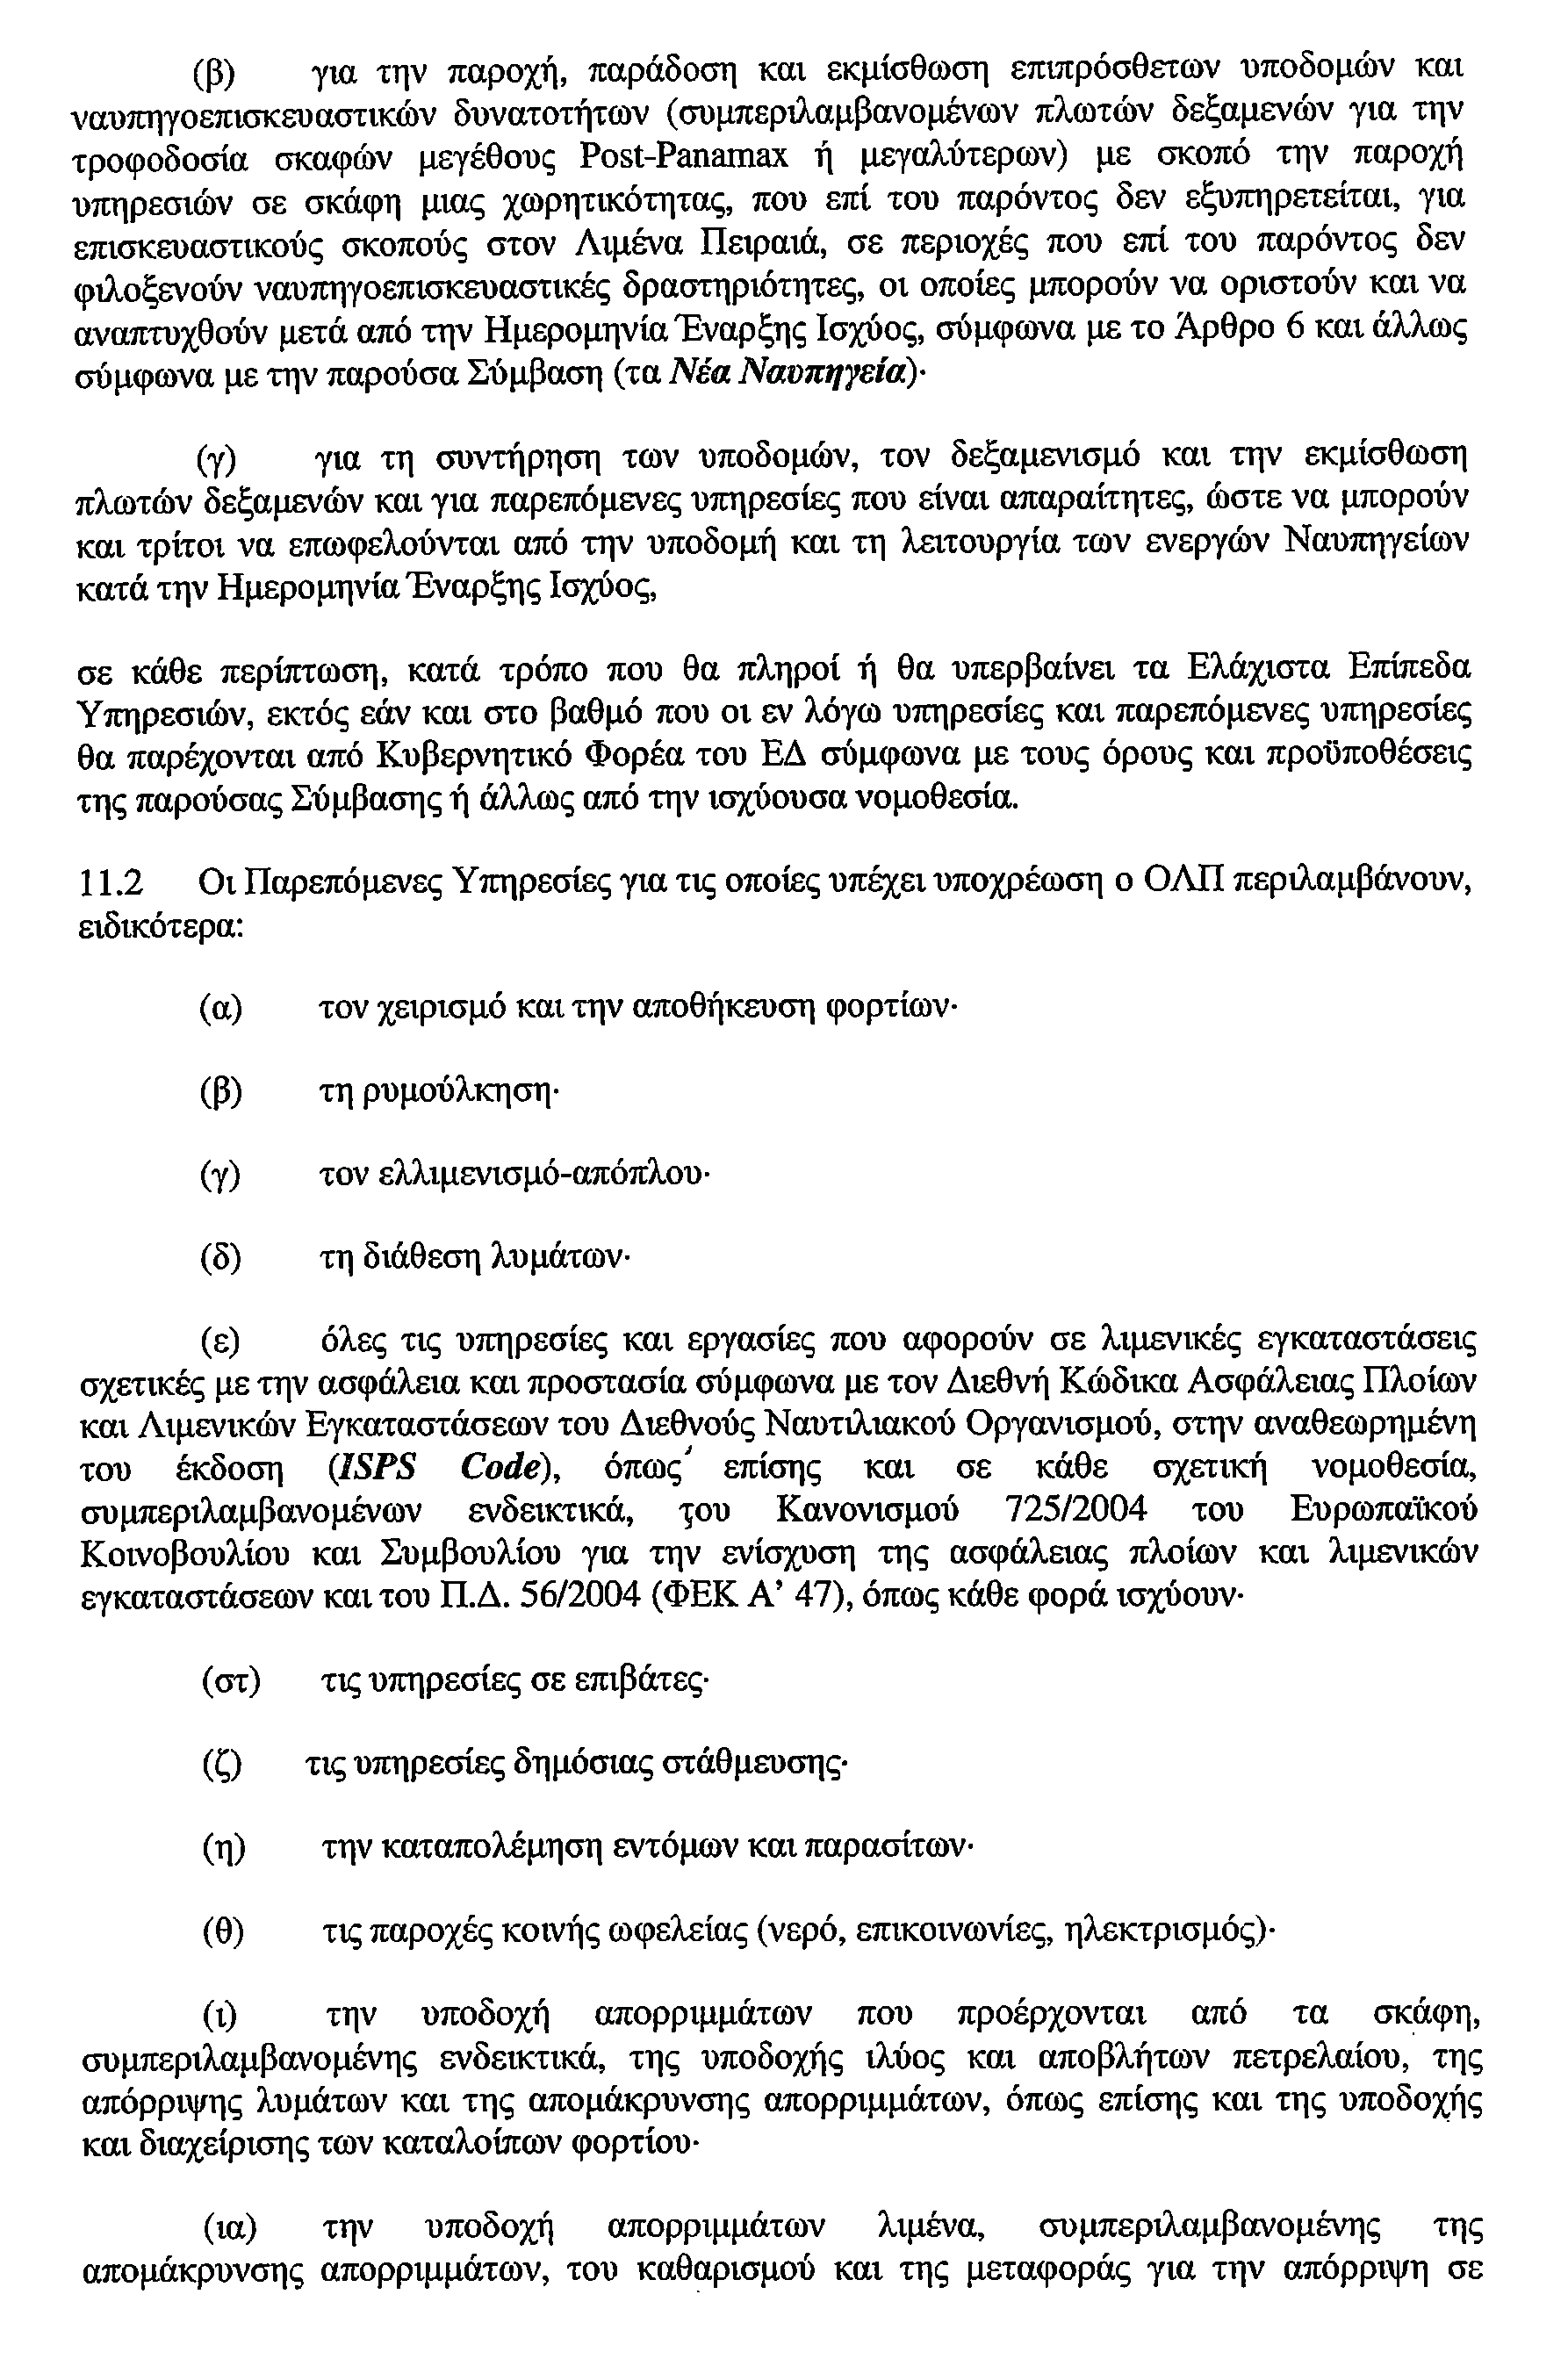 (β) για την παροχή, παράδοση και εκμίσθωση επιπρόσθετων υποδομών και
ναυπηγοεπισκευαστικών δυνατοτήτων (συμπεριλαμβανομένων πλωτών δεξαμενών για την
τροφοδοσία σκαφών μεγέθους Post-Panamax ή μεγαλύτερων) με σκοπό την παροχή
υπηρεσιών σε σκάφη μιας χωρητικότητας, που επί του παρόντος δεν εξυπηρετείται, για
επισκευαστικούς σκοπούς στον Λιμένα Πειραιά, σε περιοχές που επί του παρόντος δεν
φιλοξενούν ναυπηγοεπισκευαστικές δραστηριότητες, οι οποίες μπορούν να οριστούν και να
αναπτυχθούν μετά από την Ημερομηνία Έναρξης Ισχύος, σύμφωνα με το Άρθρο 6 και άλλως
σύμφωνα με την παρούσα Σύμβαση (τα Νέα Ναυπηγεία)·
(γ) για τη συντήρηση των υποδομών, τον δεξαμενισμό και την εκμίσθωση
πλωτών δεξαμενών και για παρεπόμενες υπηρεσίες που είναι απαραίτητες, ώστε να μπορούν
και τρίτοι να επωφελούνται από την υποδομή και τη λειτουργία των ενεργών Ναυπηγείων
κατά την Ημερομηνία Έναρξης Ισχύος,
σε κάθε περίπτωση, κατά τρόπο που θα πληροί ή θα υπερβαίνει τα Ελάχιστα Επίπεδα
Υπηρεσιών, εκτός εάν και στο βαθμό που οι εν λόγω υπηρεσίες και παρεπόμενες υπηρεσίες
θα παρέχονται από Κυβερνητικό Φορέα του ΕΔ σύμφωνα με τους όρους και προϋποθέσεις
της παρούσας Σύμβασης ή άλλως από την ισχύουσα νομοθεσία.
11.2 Οι Παρεπόμενες Υπηρεσίες για τις οποίες υπέχει υποχρέωση ο ΟΛΠ περιλαμβάνουν,
ειδικότερα:
(α) τον χειρισμό και την αποθήκευση φορτίων·
(β) τη ρυμούλκηση·
(γ) τον ελλιμενισμό-απόπλου·
(δ) τη διάθεση λυμάτων·
(ε) όλες τις υπηρεσίες και εργασίες που αφορούν σε λιμενικές εγκαταστάσεις
σχετικές με την ασφάλεια και προστασία σύμφωνα με τον Διεθνή Κώδικα Ασφάλειας Πλοίων
και Λιμενικών Εγκαταστάσεων του Διεθνούς Ναυτιλιακού Οργανισμού, στην αναθεωρημένη
του έκδοση (ISPS Code), όπως επίσης και σε κάθε σχετική νομοθεσία,
συμπεριλαμβανομένων ενδεικτικά, του Κανονισμού 725/2004 του Ευρωπαϊκού
Κοινοβουλίου και Συμβουλίου για την ενίσχυση της ασφάλειας πλοίων και λιμενικών
εγκαταστάσεων και του Π.Δ. 56/2004 (ΦΕΚ Α’ 47), όπως κάθε φορά ισχύουν·
(στ) τις υπηρεσίες σε επιβάτες·
(ζ) τις υπηρεσίες δημόσιας στάθμευσης·
(η) την καταπολέμηση εντόμων και παρασίτων·
(θ) τις παροχές κοινής ωφελείας (νερό, επικοινωνίες, ηλεκτρισμός)·
(ι) την υποδοχή απορριμμάτων που προέρχονται από τα σκάφη,
συμπεριλαμβανομένης ενδεικτικά, της υποδοχής ιλύος και αποβλήτων πετρελαίου, της
απόρριψης λυμάτων και της απομάκρυνσης απορριμμάτων, όπως επίσης και της υποδοχής
και διαχείρισης των καταλοίπων φορτίου·
(ια) την υποδοχή απορριμμάτων λιμένα, συμπεριλαμβανομένης της
απομάκρυνσης απορριμμάτων, του καθαρισμού και της μεταφοράς για την απόρριψη σε